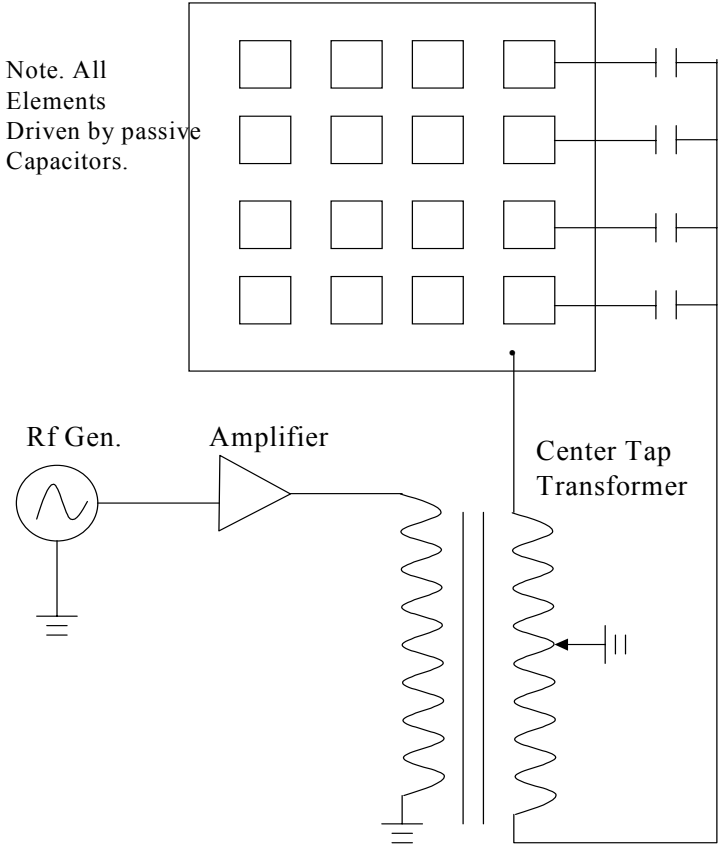 Note. All
Elements
Driven by passive
Capacitors.
Rf Gen.
Amplifier
Center Tap
Transformer